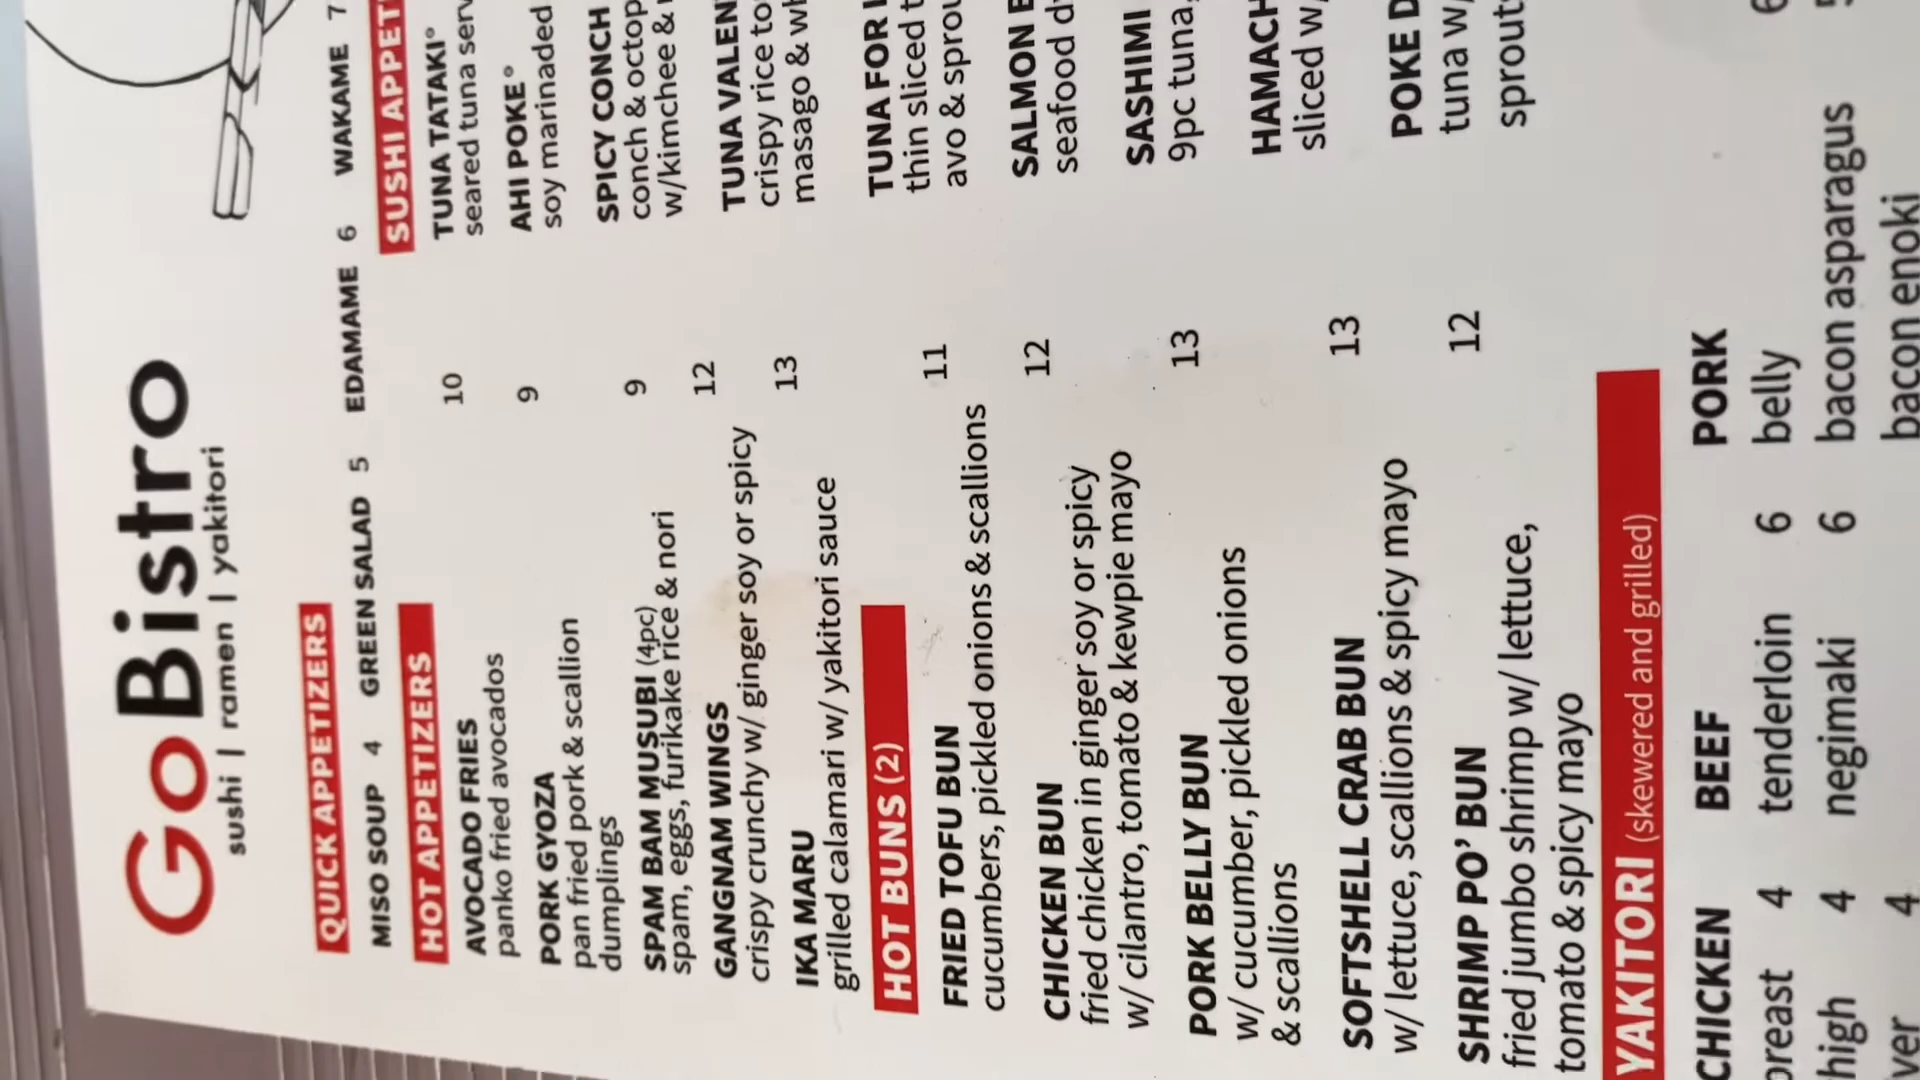 GoBistro
sushi | ramen | yakitori
QUICK APPETIZERS
MISO SOUP 4 GREEN SALAD 5 EDAMAME 6 WAKAME 7
HOT APPETIZERS
AVOCADO FRIES 10
panko fried avocados
PORK GYOZA 9
pan fried pork & scallion
dumplings
SPAM BAM MUSUBI (4pc) 9
spam, eggs, furikake rice & nori
GANGNAM WINGS 12
crispy crunchy w/ ginger soy or spicy
IKA MARU 13
grilled calamari w/ yakitori sauce
HOT BUNS (2)
FRIED TOFU BUN 11
cucumbers, pickled onions & scallions
CHICKEN BUN 12
fried chicken in ginger soy or spicy
w/ cilantro, tomato & kewpie mayo
PORK BELLY BUN 13
w/ cucumber, pickled onions
& scallions
SOFTSHELL CRAB BUN 13
w/ lettuce, scallions & spicy mayo
SHRIMP PO' BUN 12
fried jumbo shrimp w/ lettuce,
tomato & spicy mayo
SUSHI
TUNA TATAKI°
seared tuna
AHI POKE°
soy marinaded
SPICY CONCH
conch &
w/kimchee &
TUNA
crispy rice
masago &
TUNA FOR
thin sliced
avo &
SALMON
seafood
SASHIMI
9pc tuna,
sliced
POKE
tuna
YAKITORI (skewered and grilled)
CHICKEN BEEF PORK
4 tenderloin 6 belly 6
4 negimaki 6 bacon asparagus
4 bacon enoki